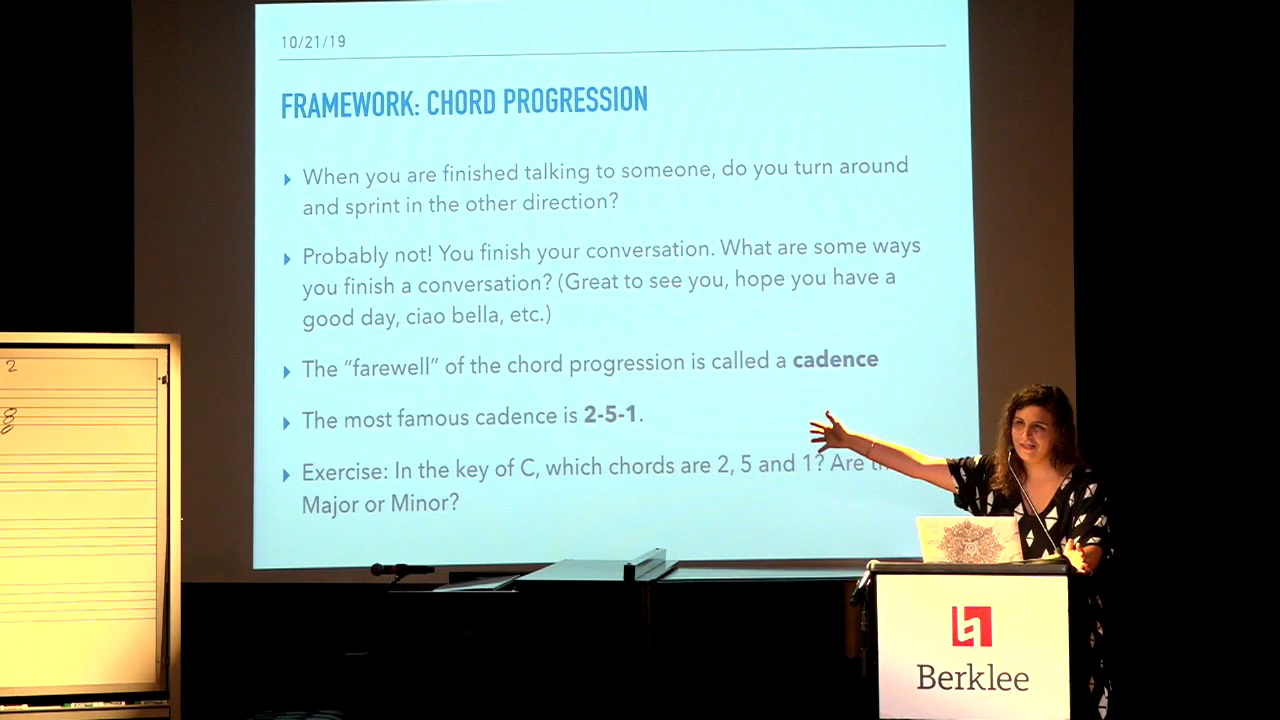 10/21/19
FRAMEWORK: CHORD PROGRESSION
When you are finished talking to someone, do you turn around
and sprint in the other direction?
Probably not! You finish your conversation. What are some ways
you finish a conversation? (Great to see you, hope you have a
good day, ciao bella, etc.)
The “farewell” of the chord progression is called a cadence
The most famous cadence is 2-5-1.
Exercise: In the key of C, which chords are 2, 5 and 1? Are
Major or Minor?
2
Berklee